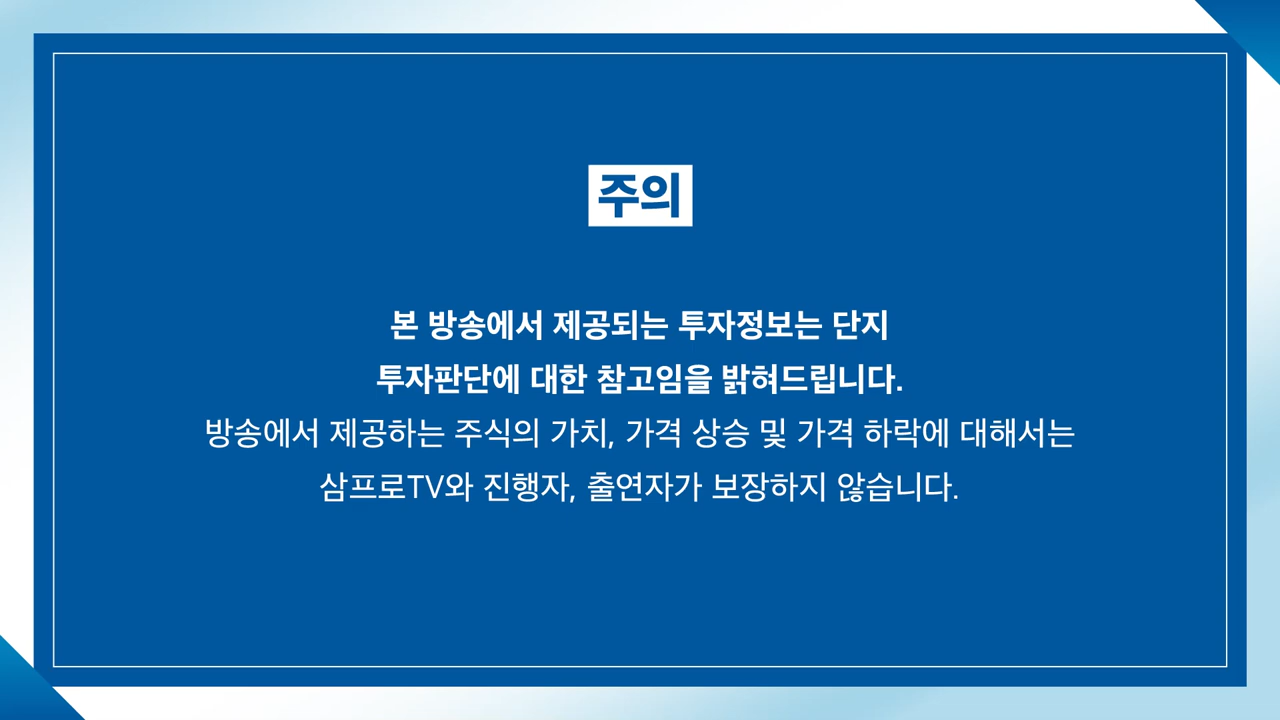 주의
본 방송에서 제공되는 투자정보는 단지
투자판단에 대한 참고임을 밝혀드립니다.
방송에서 제공하는 주식의 가치, 가격 상승 및 가격 하락에 대해서는
삼프로TV와 진행자, 출연자가 보장하지 않습니다.